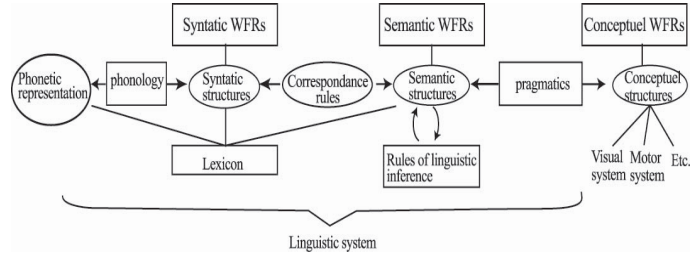 Syntatic WFRs
Semantic WFRs
Conceptuel WFRs
Phonetic
representation
phonology
Syntatic
structures
Correspondance
rules
Semantic
structures
pragmatics
Conceptuel
structures
Lexicon
Rules of linguistic
inference
Visual
system
Motor
system
Etc.
Linguistic system